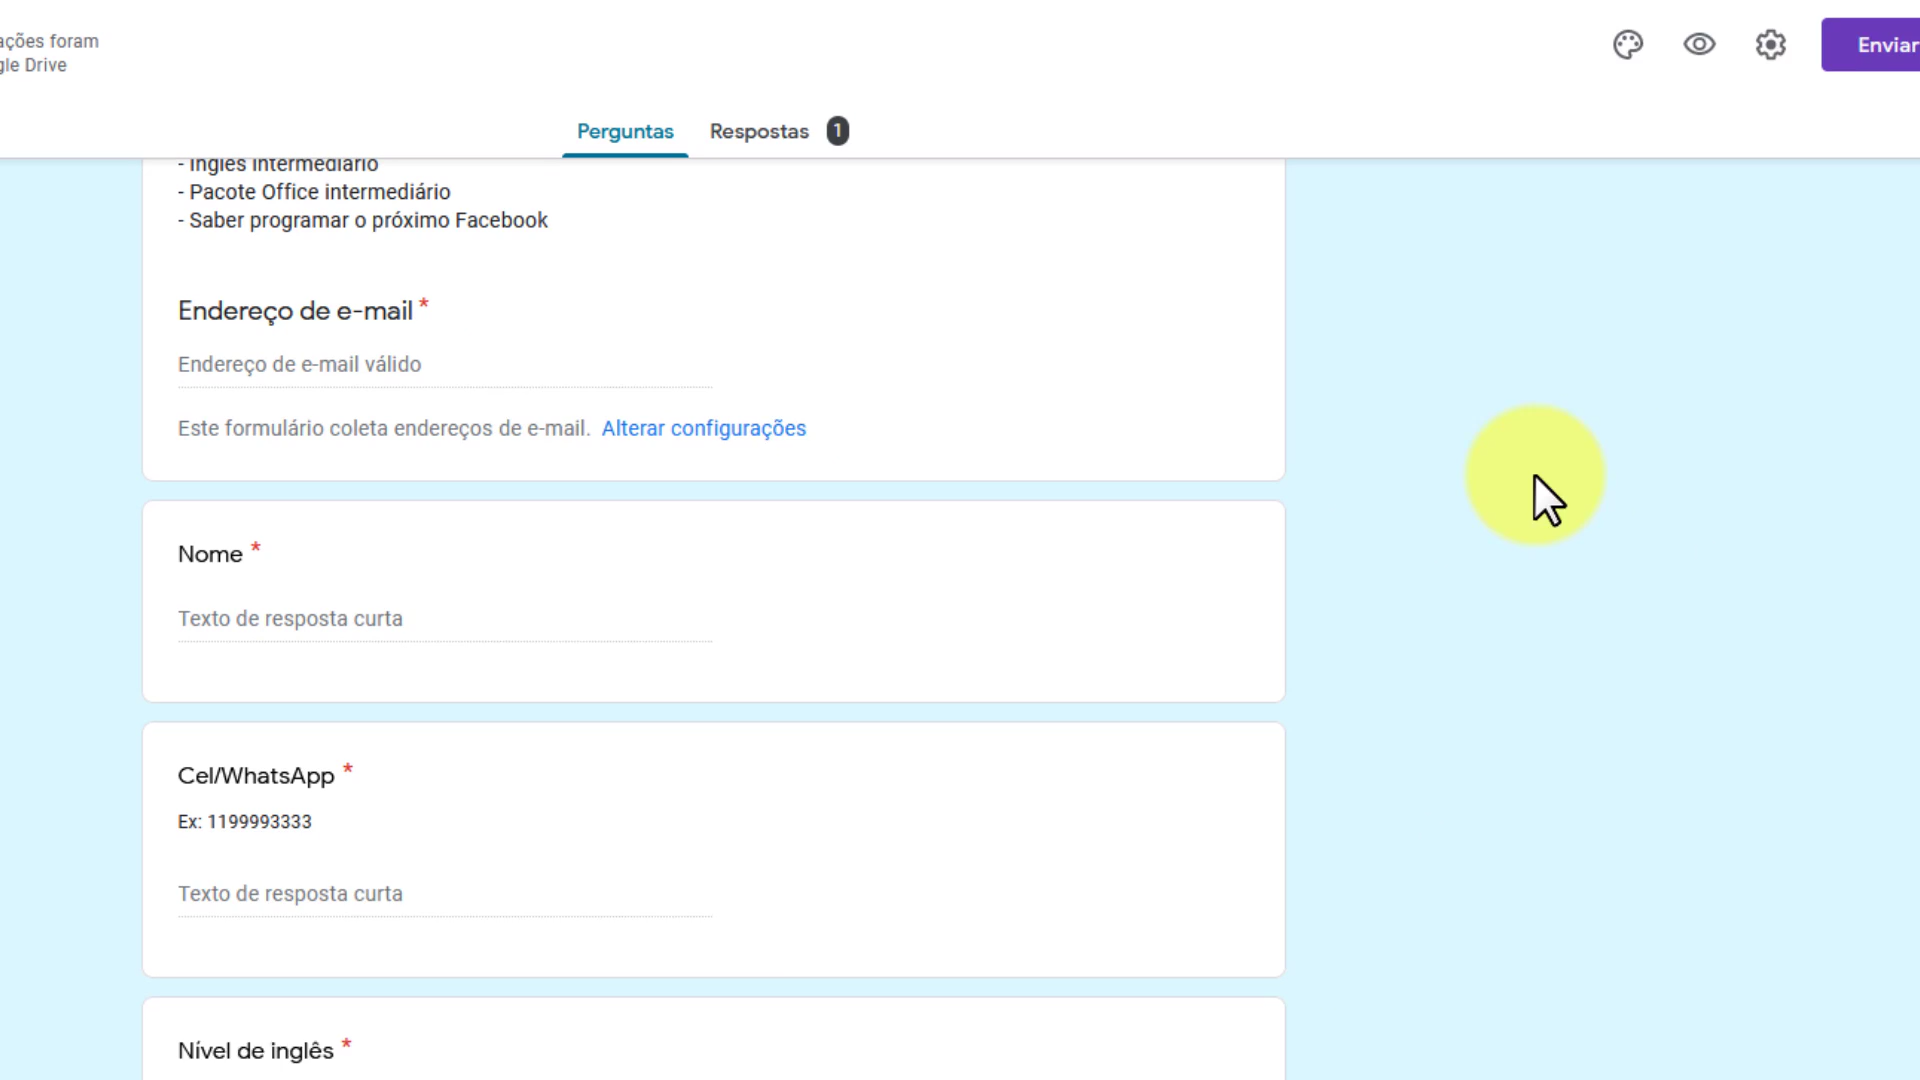 ações foram
gle Drive
Enviar
Perguntas
Respostas 1
- Inglês intermediário
- Pacote Office intermediário
- Saber programar o próximo Facebook
Endereço de e-mail *
Endereço de e-mail válido
Este formulário coleta endereços de e-mail. Alterar configurações
Nome *
Texto de resposta curta
Cel/WhatsApp *
Ex: 1199993333
Texto de resposta curta
Nível de inglês *